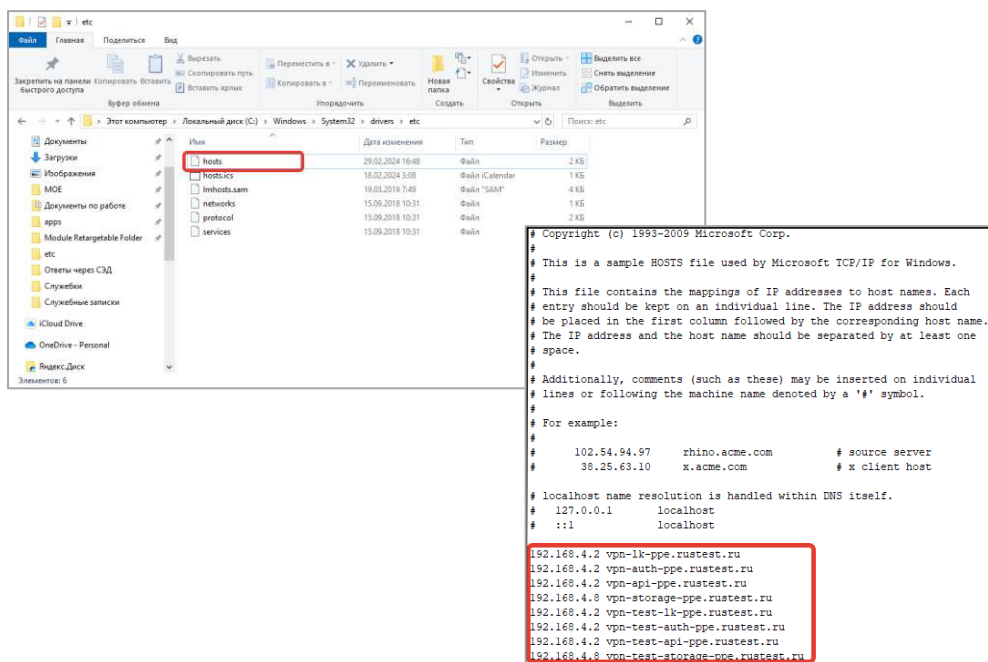 etc
Файл Главная Поделиться Вид
Закрепить на панели быстрого доступа
Копировать
Вставить
Вырезать
Скопировать путь
Вставить ярлык
Буфер обмена
Переместить в
Копировать в
Удалить
Переименовать
Упорядочить
Новая папка
Создать
Свойства
Открыть
Изменить
Журнал
Открыть
Выделить все
Снять выделение
Обратить выделение
Выделить
Этот компьютер > Локальный диск (C:) > Windows > System32 > drivers > etc
Поиск: etc
Документы
Загрузки
Изображения
МОЕ
Документы по работе
apps
Module Retargetable Folder
etc
Ответы через СЭД
Служебки
Служебные записки
iCloud Drive
OneDrive - Personal
Яндекс.Диск
Элементов: 6
Имя Дата изменения Тип Размер
hosts 29.02.2024 16:48 Файл 2 КБ
hosts.ics 18.02.2024 3:08 Файл iCalendar 1 КБ
lmhosts.sam 19.03.2019 7:49 Файл "SAM" 4 КБ
networks 15.09.2018 10:31 Файл 1 КБ
protocol 15.09.2018 10:31 Файл 2 КБ
services 15.09.2018 10:31 Файл
# Copyright (c) 1993-2009 Microsoft Corp.
#
# This is a sample HOSTS file used by Microsoft TCP/IP for Windows.
#
# This file contains the mappings of IP addresses to host names. Each
# entry should be kept on an individual line. The IP address should
# be placed in the first column followed by the corresponding host name.
# The IP address and the host name should be separated by at least one
# space.
#
# Additionally, comments (such as these) may be inserted on individual
# lines or following the machine name denoted by a '#' symbol.
#
# For example:
#
# 102.54.94.97 rhino.acme.com # source server
# 38.25.63.10 x.acme.com # x client host
# localhost name resolution is handled within DNS itself.
# 127.0.0.1 localhost
# ::1 localhost
192.168.4.2 vpn-lk-ppe.rustest.ru
192.168.4.2 vpn-auth-ppe.rustest.ru
192.168.4.2 vpn-api-ppe.rustest.ru
192.168.4.8 vpn-storage-ppe.rustest.ru
192.168.4.2 vpn-test-lk-ppe.rustest.ru
192.168.4.2 vpn-test-auth-ppe.rustest.ru
192.168.4.2 vpn-test-api-ppe.rustest.ru
192.168.4.8 vpn-test-storage-ppe.rustest.ru